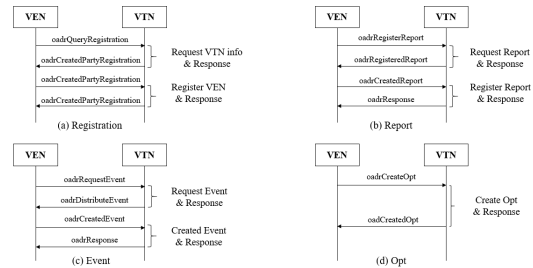 VEN
VTN
oadrQueryRegistration
oadrCreatedPartyRegistration
Request VTN info
& Response
oadrCreatedPartyRegistration
oadrCreatedPartyRegistration
Register VEN
& Response
(a) Registration
VEN
VTN
oadrRegisterReport
oadrRegisteredReport
Request Report
& Response
oadrCreatedReport
oadrResponse
Register Report
& Response
(b) Report
VEN
VTN
oadrRequestEvent
oadrDistributeEvent
Request Event
& Response
oadrCreatedEvent
oadrResponse
Created Event
& Response
(c) Event
VEN
VTN
oadrCreateOpt
oadCreatedOpt
Create Opt
& Response
(d) Opt